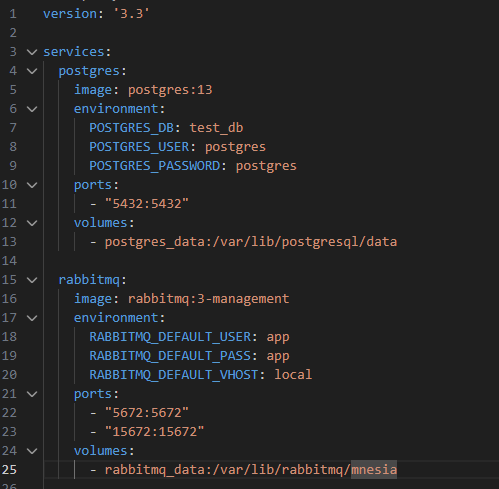 1 version: '3.3'
2
3 services:
4   postgres:
5     image: postgres:13
6     environment:
7       POSTGRES_DB: test_db
8       POSTGRES_USER: postgres
9       POSTGRES_PASSWORD: postgres
10     ports:
11       - "5432:5432"
12     volumes:
13       - postgres_data:/var/lib/postgresql/data
14
15   rabbitmq:
16     image: rabbitmq:3-management
17     environment:
18       RABBITMQ_DEFAULT_USER: app
19       RABBITMQ_DEFAULT_PASS: app
20       RABBITMQ_DEFAULT_VHOST: local
21     ports:
22       - "5672:5672"
23       - "15672:15672"
24     volumes:
25       - rabbitmq_data:/var/lib/rabbitmq/mnesia
26